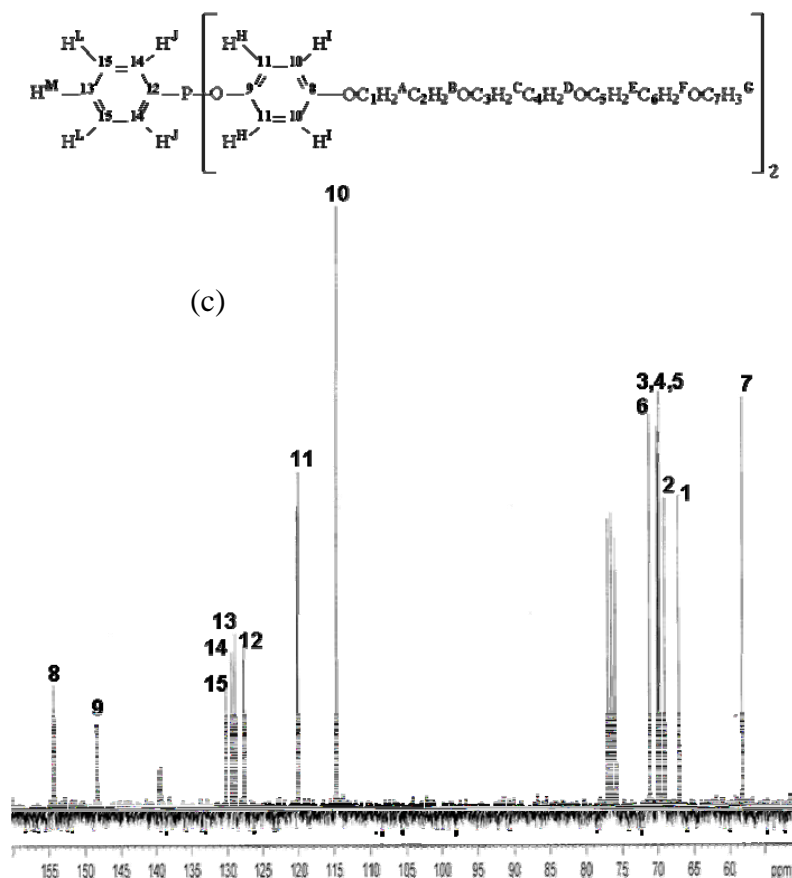 H^H H^I
H^L H^J
11 10
15 14
H^M 13 12 P O 9 8 OC₁H₂^A C₂H₂^B OC₃H₂^C C₄H₂^D OC₅H₂^E C₆H₂^F OC₇H₃^G
15 14 11 10
H^L H^J H^H H^I
2
10
(c)
3,4,5
7
6
11
2
1
13
14
12
8
15
9
155 150 145 140 135 130 125 120 115 110 105 100 95 90 85 80 75 70 65 60 ppm